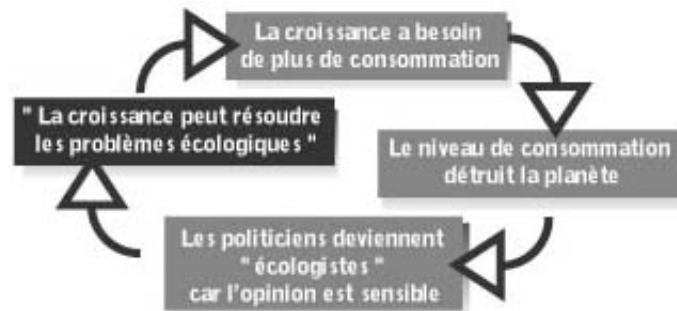 La croissance a besoin
de plus de consommation
" La croissance peut résoudre
les problèmes écologiques "
Le niveau de consommation
détruit la planète
Les politiciens deviennent
" écologistes "
car l'opinion est sensible